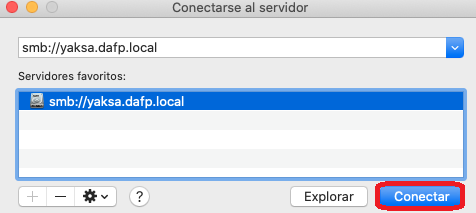 Conectarse al servidor
smb://yaksa.dafp.local
Servidores favoritos:
smb://yaksa.dafp.local
+ − ?
Explorar Conectar